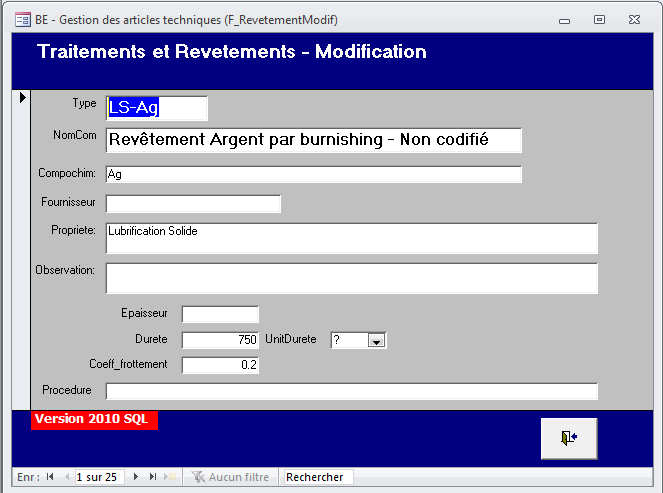 BE - Gestion des articles techniques (F_RevetementModif)
Traitements et Revetements - Modification
Type LS-Ag
NomCom Revêtement Argent par burnishing - Non codifié
Compochim: Ag
Fournisseur
Propriete: Lubrification Solide
Observation:
Epaisseur
Durete 750 UnitDurete ?
Coeff_frottement 0.2
Procedure
Version 2010 SQL
Enr : 1 sur 25 Aucun filtre Rechercher